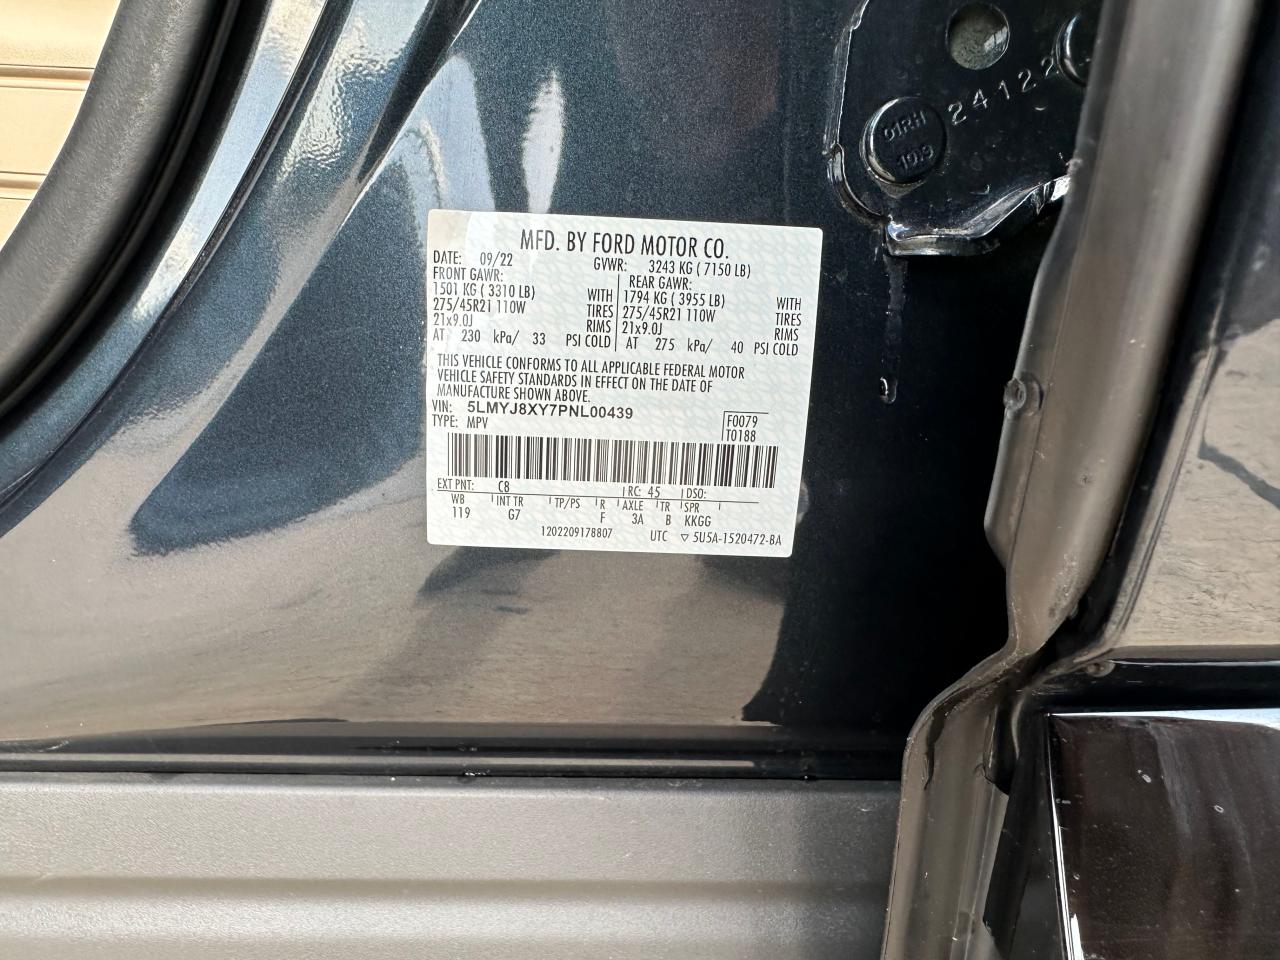 24122
01RH
1019
MFD. BY FORD MOTOR CO.
DATE: 09/22 GVWR: 3243 KG ( 7150 LB)
FRONT GAWR: REAR GAWR:
1501 KG ( 3310 LB) WITH 1794 KG ( 3955 LB) WITH
275/45R21 110W TIRES 275/45R21 110W TIRES
21x9.0J RIMS 21x9.0J RIMS
AT 230 kPa/ 33 PSI COLD AT 275 kPa/ 40 PSI COLD
THIS VEHICLE CONFORMS TO ALL APPLICABLE FEDERAL MOTOR
VEHICLE SAFETY STANDARDS IN EFFECT ON THE DATE OF
MANUFACTURE SHOWN ABOVE.
VIN: 5LMYJ8XY7PNL00439 F0079
TYPE: MPV T0188
EXT PNT: C8 RC: 45 DSO:
WB INT TR TP/PS R AXLE TR SPR
119 G7 F 3A B KKGG
1202209178807 UTC ▽ 5U5A-1520472-BA